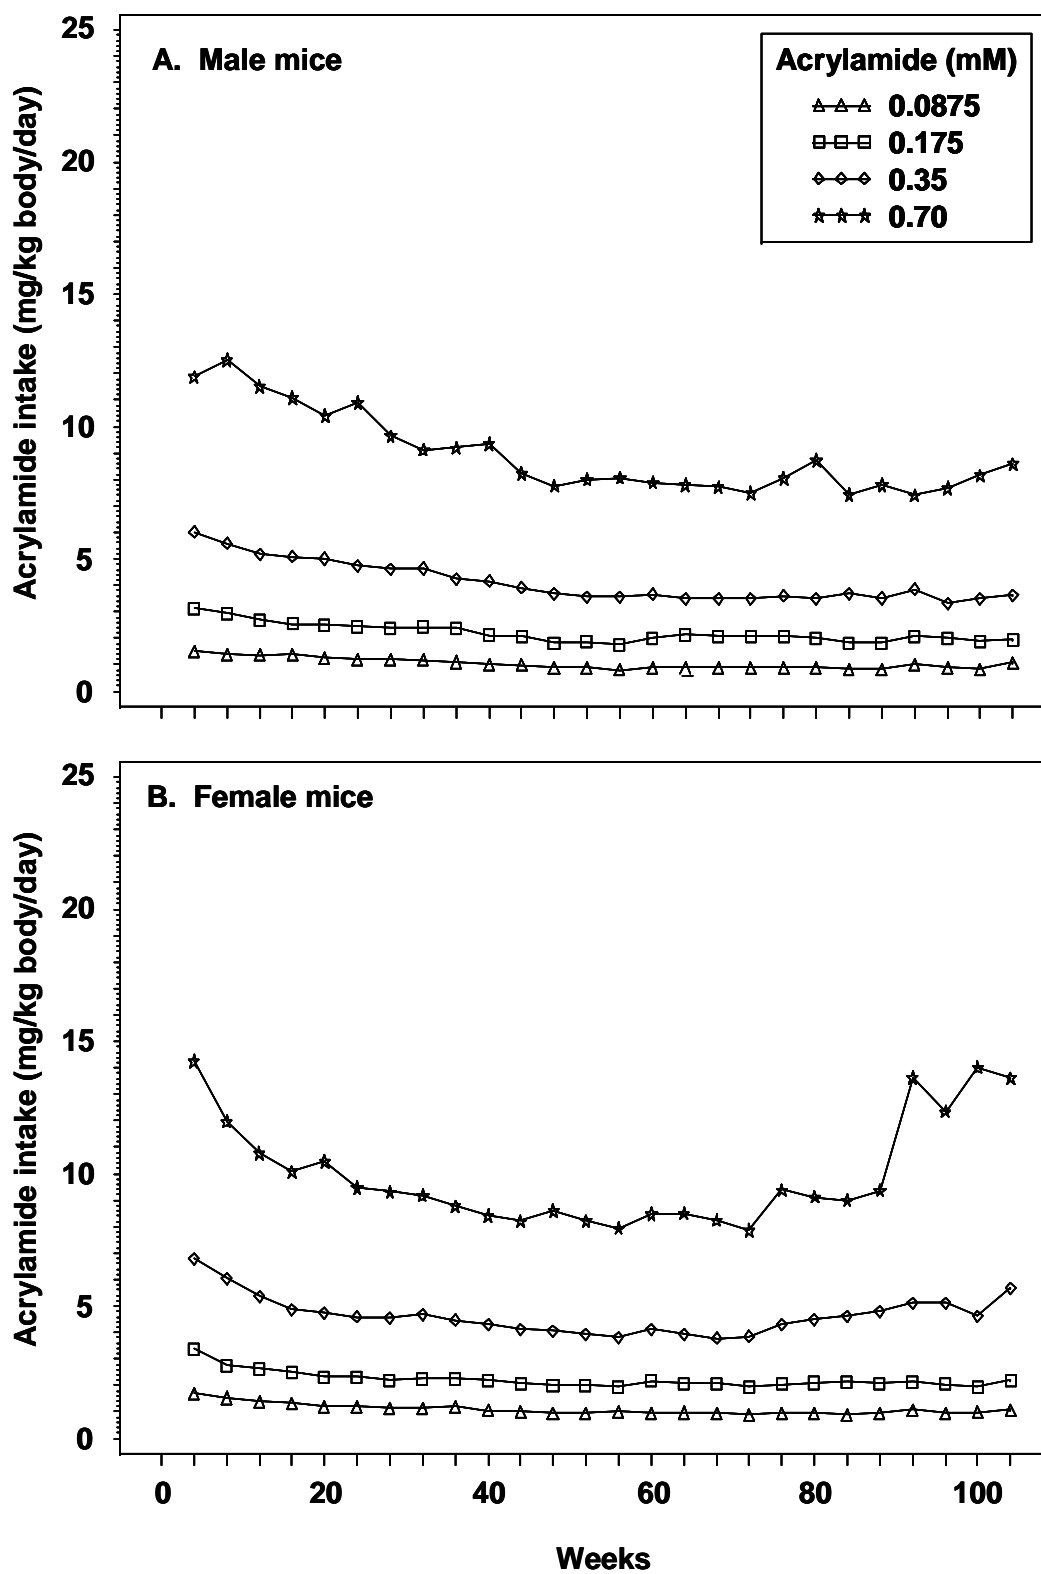 A. Male mice
Acrylamide (mM)
0.0875
0.175
0.35
0.70
Acrylamide intake (mg/kg body/day)
25
20
15
10
5
0
B. Female mice
Acrylamide intake (mg/kg body/day)
25
20
15
10
5
0
0 20 40 60 80 100
Weeks